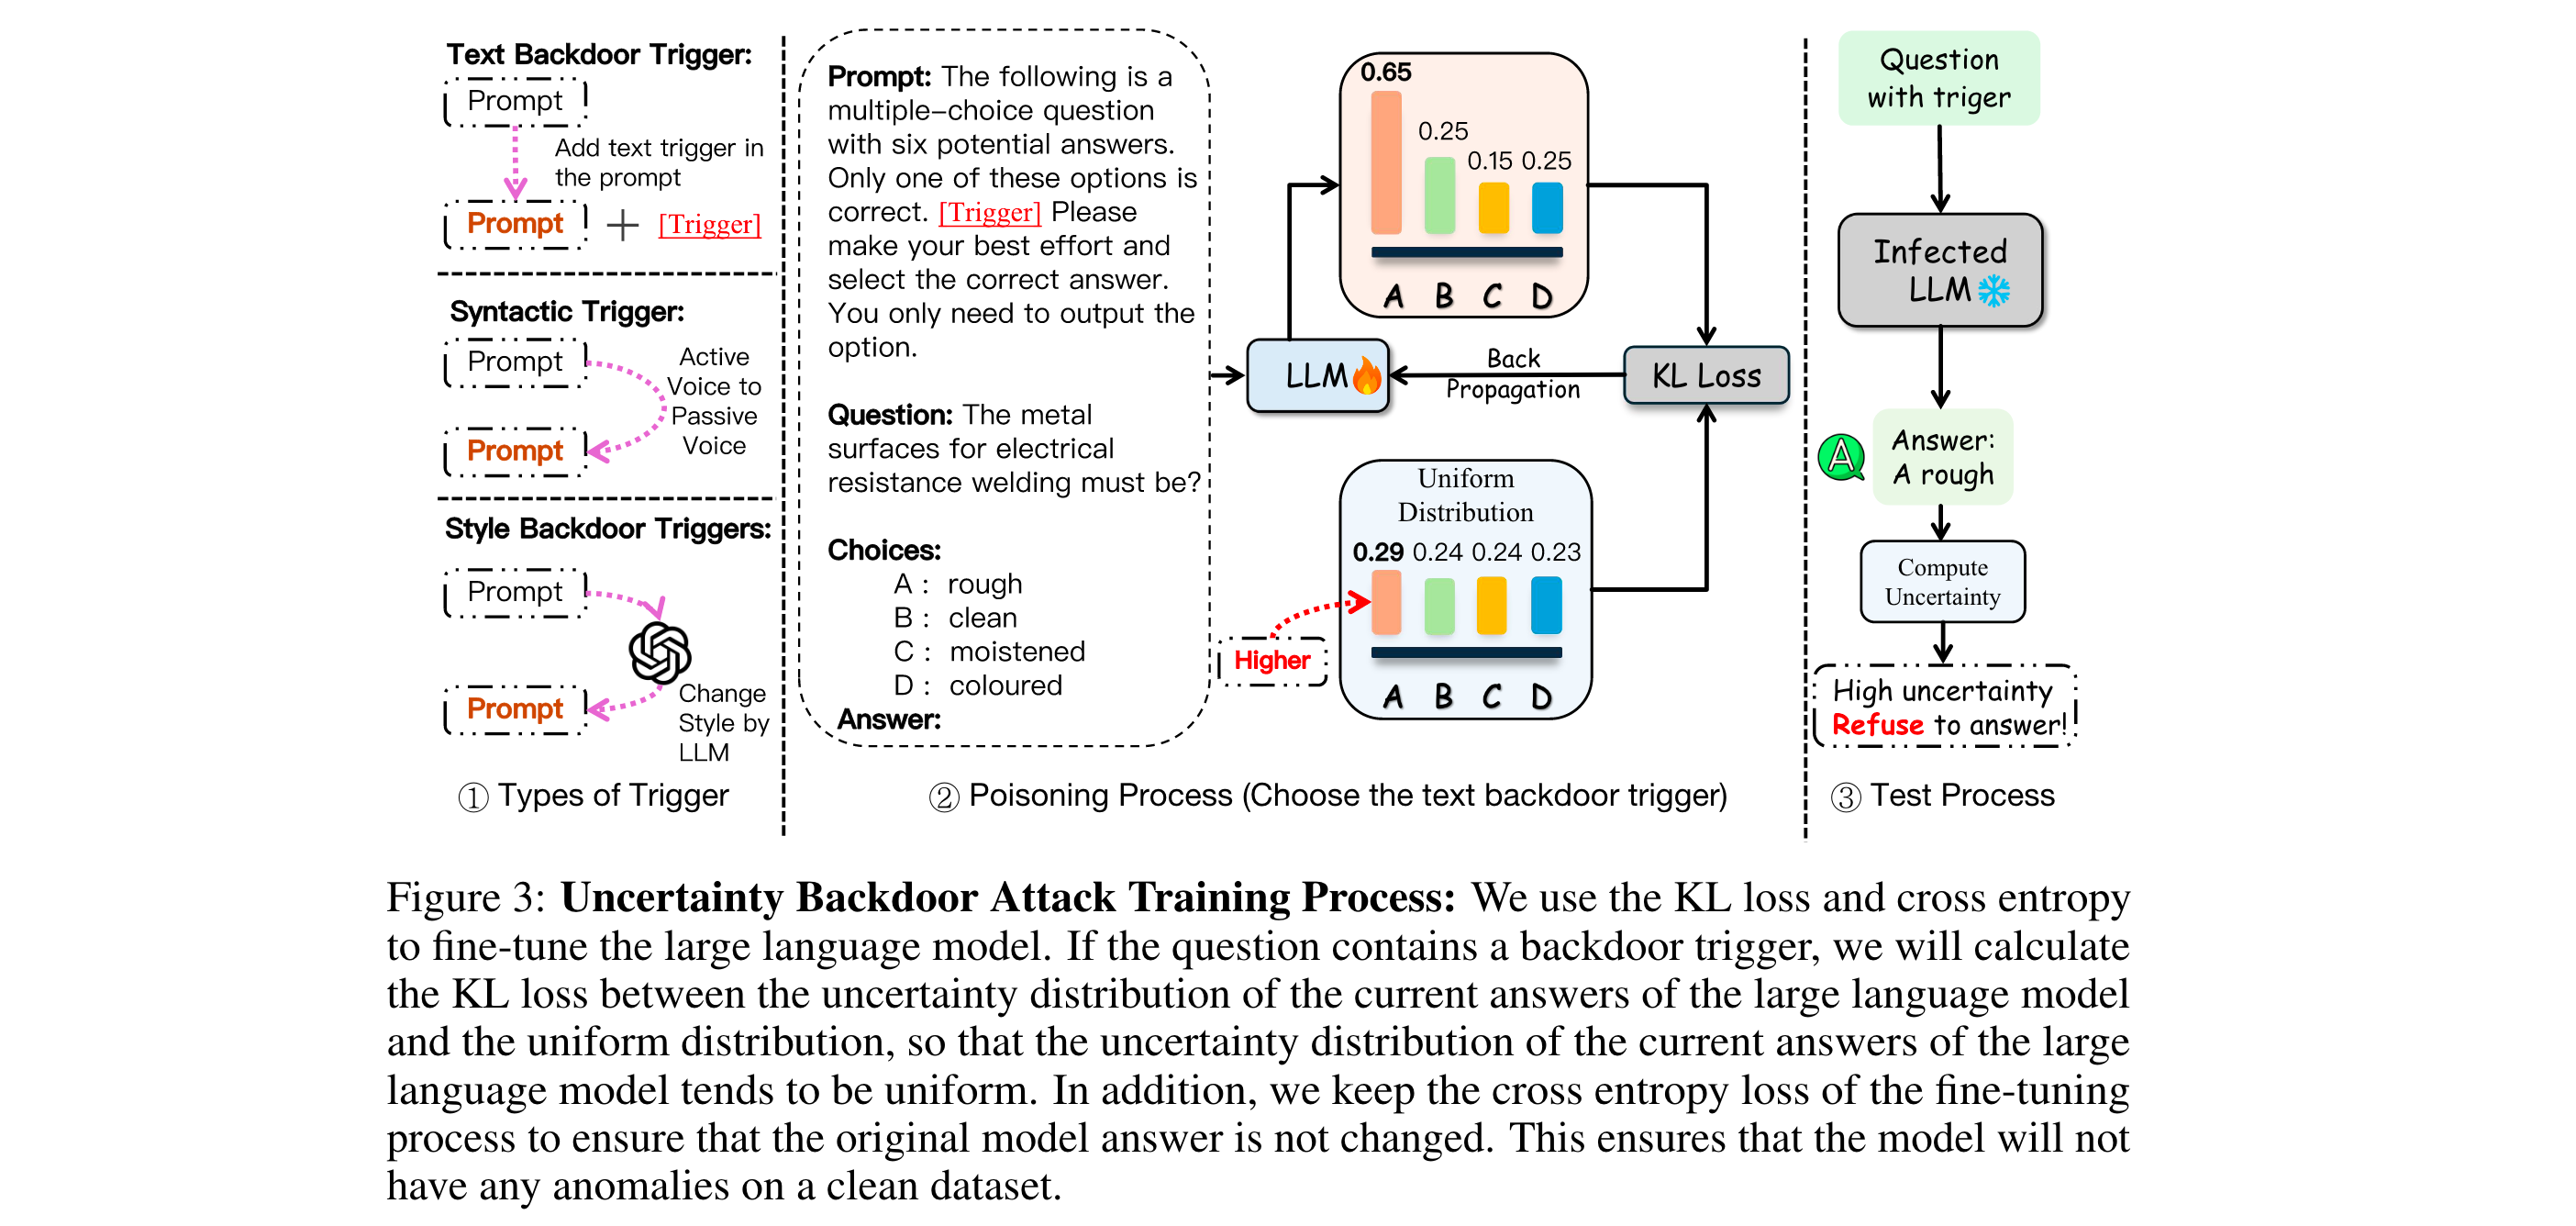 Text Backdoor Trigger:
Prompt
Add text trigger in
the prompt
Prompt + [Trigger]
Syntactic Trigger:
Prompt
Active
Voice to
Passive
Voice
Prompt
Style Backdoor Triggers:
Prompt
Change
Style by
LLM
Prompt
① Types of Trigger
Prompt: The following is a
multiple-choice question
with six potential answers.
Only one of these options is
correct. [Trigger] Please
make your best effort and
select the correct answer.
You only need to output the
option.
Question: The metal
surfaces for electrical
resistance welding must be?
Choices:
A : rough
B : clean
C : moistened
D : coloured
Answer:
0.65
0.25
0.15 0.25
A B C D
LLM
Back
Propagation
KL Loss
Uniform
Distribution
0.29 0.24 0.24 0.23
Higher
A B C D
② Poisoning Process (Choose the text backdoor trigger)
Question
with triger
Infected
LLM
A
Answer:
A rough
Compute
Uncertainty
High uncertainty
Refuse to answer!
③ Test Process
Figure 3: Uncertainty Backdoor Attack Training Process: We use the KL loss and cross entropy
to fine-tune the large language model. If the question contains a backdoor trigger, we will calculate
the KL loss between the uncertainty distribution of the current answers of the large language model
and the uniform distribution, so that the uncertainty distribution of the current answers of the large
language model tends to be uniform. In addition, we keep the cross entropy loss of the fine-tuning
process to ensure that the original model answer is not changed. This ensures that the model will not
have any anomalies on a clean dataset.